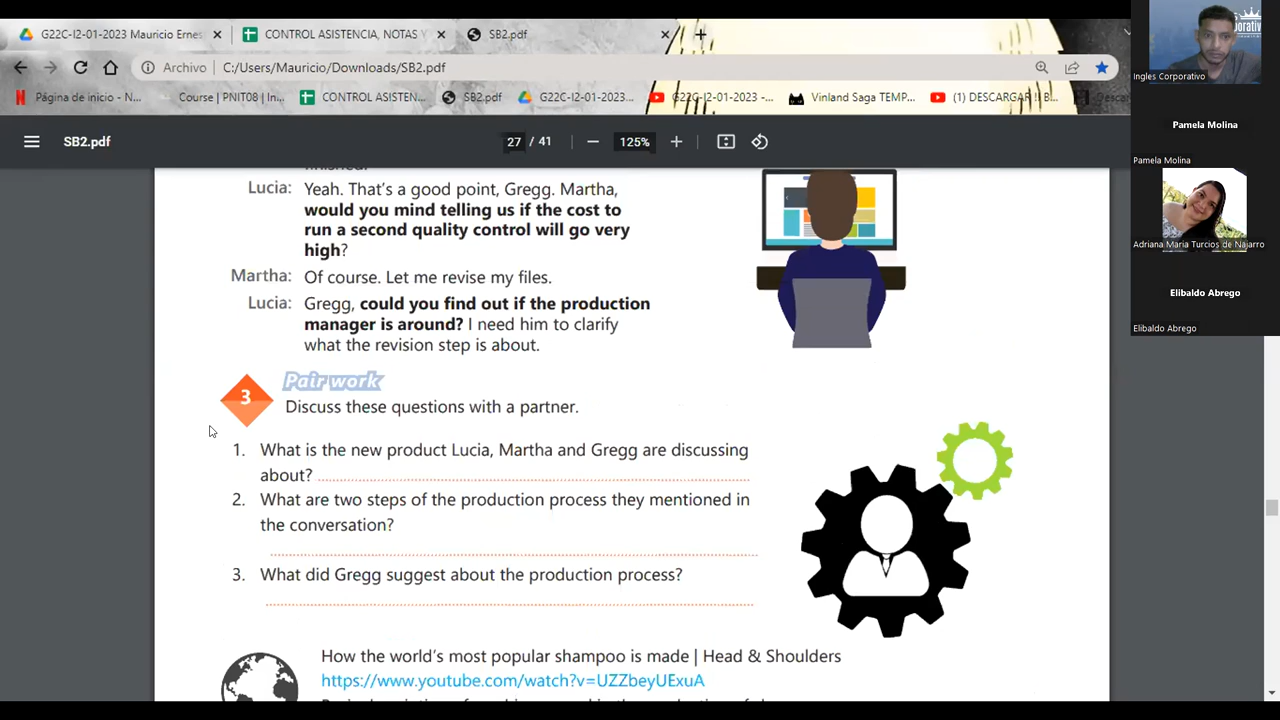 G22C-I2-01-2023 Mauricio Ernes
CONTROL ASISTENCIA, NOTAS Y
SB2.pdf
Archivo
C:/Users/Mauricio/Downloads/SB2.pdf
Página de inicio - N...
Course | PNIT08 | In...
CONTROL ASISTEN...
SB2.pdf
G22C-I2-01-2023...
G22C-I2-01-2023 -...
Vinland Saga TEMP...
(1) DESCARGAR !! B...
SB2.pdf
27 / 41
125%
Lucia: Yeah. That's a good point, Gregg. Martha,
would you mind telling us if the cost to
run a second quality control will go very
high?
Martha: Of course. Let me revise my files.
Lucia: Gregg, could you find out if the production
manager is around? I need him to clarify
what the revision step is about.
3
Pair work
Discuss these questions with a partner.
1. What is the new product Lucia, Martha and Gregg are discussing
about?
2. What are two steps of the production process they mentioned in
the conversation?
3. What did Gregg suggest about the production process?
How the world's most popular shampoo is made | Head & Shoulders
https://www.youtube.com/watch?v=UZZbeyUExuA
Ingles Corporativo
Pamela Molina
Pamela Molina
Adriana Maria Turcios de Najarro
Elibaldo Abrego
Elibaldo Abrego